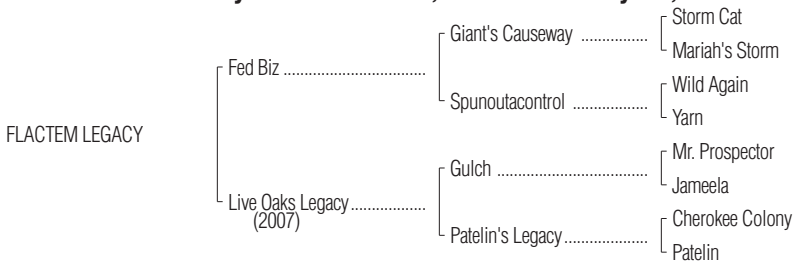 Storm Cat
Giant's Causeway ................
Mariah's Storm
Fed Biz .................................
Wild Again
Spunoutacontrol ..................
Yarn
FLACTEM LEGACY
Mr. Prospector
Gulch ...................................
Jameela
Live Oaks Legacy..................
(2007)
Cherokee Colony
Patelin's Legacy....................
Patelin